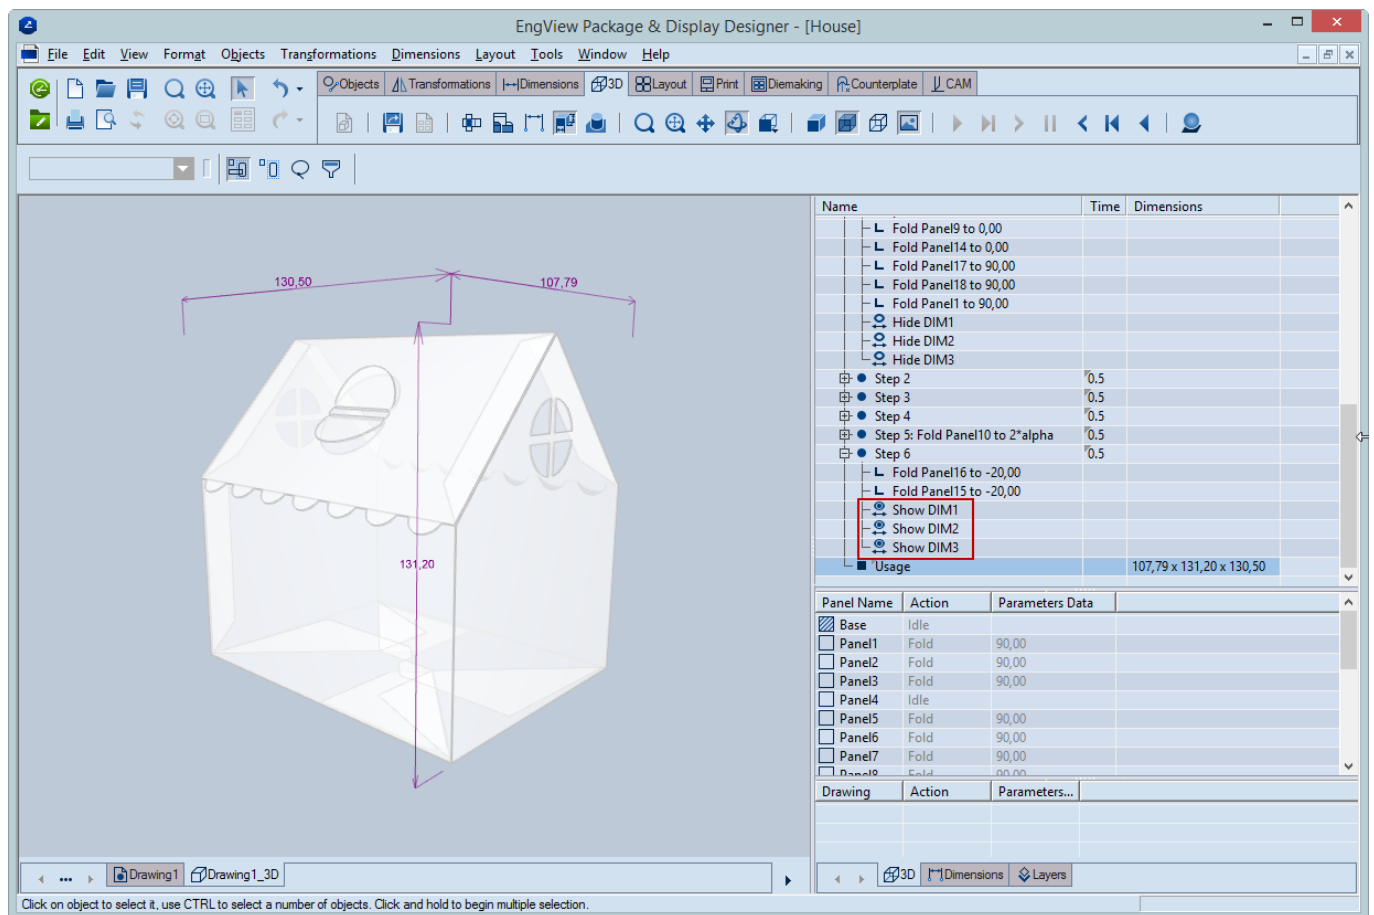 EngView Package & Display Designer - [House]
File Edit View Format Objects Transformations Dimensions Layout Tools Window Help
Objects Transformations Dimensions 3D Layout Print Diemaking Counterplate CAM
Name Time Dimensions
Fold Panel9 to 0,00
Fold Panel14 to 0,00
Fold Panel17 to 90,00
Fold Panel18 to 90,00
Fold Panel1 to 90,00
Hide DIM1
Hide DIM2
Hide DIM3
Step 2 0.5
Step 3 0.5
Step 4 0.5
Step 5: Fold Panel10 to 2*alpha 0.5
Step 6 0.5
Fold Panel16 to -20,00
Fold Panel15 to -20,00
Show DIM1
Show DIM2
Show DIM3
Usage 107,79 x 131,20 x 130,50
130,50
107,79
131,20
Panel Name Action Parameters Data
Base Idle
Panel1 Fold 90,00
Panel2 Fold 90,00
Panel3 Fold 90,00
Panel4 Idle
Panel5 Fold 90,00
Panel6 Fold 90,00
Panel7 Fold 90,00
Panel8 Fold 90,00
Drawing Action Parameters...
Drawing1 Drawing1_3D
3D Dimensions Layers
Click on object to select it, use CTRL to select a number of objects. Click and hold to begin multiple selection.